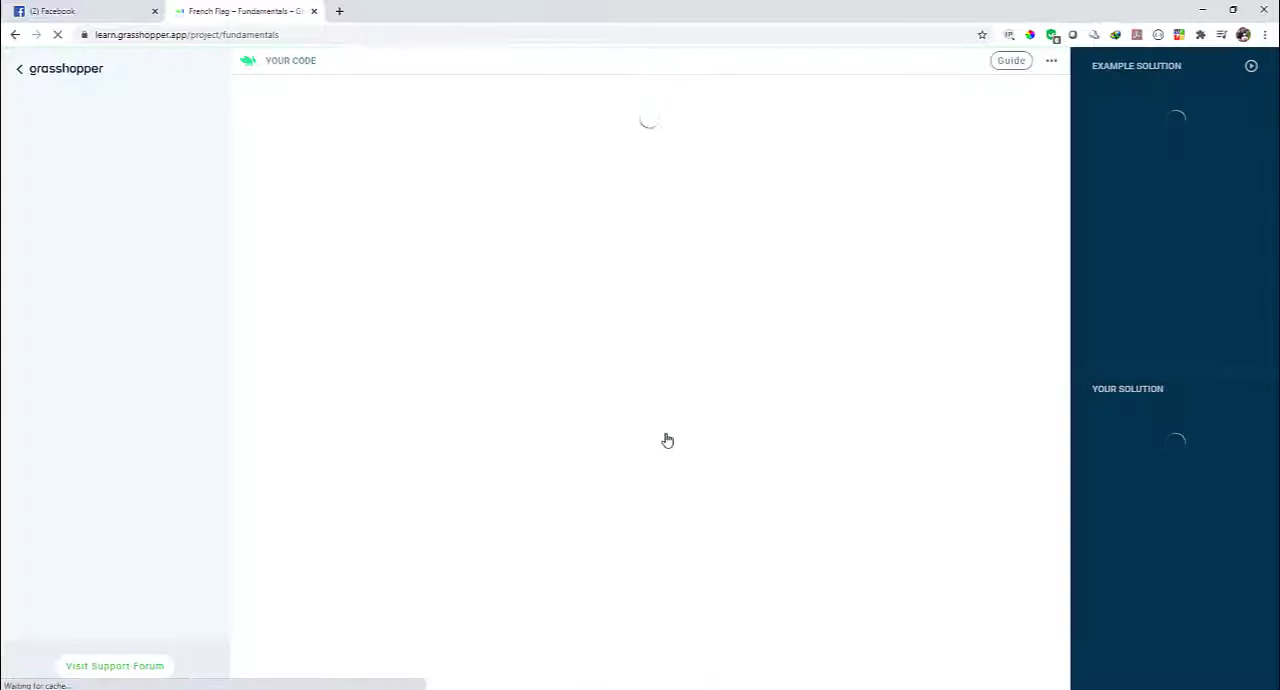 (2) Facebook
French Flag – Fundamentals – G
learn.grasshopper.app/project/fundamentals
grasshopper
YOUR CODE
Guide
EXAMPLE SOLUTION
YOUR SOLUTION
Visit Support Forum
Waiting for cache...